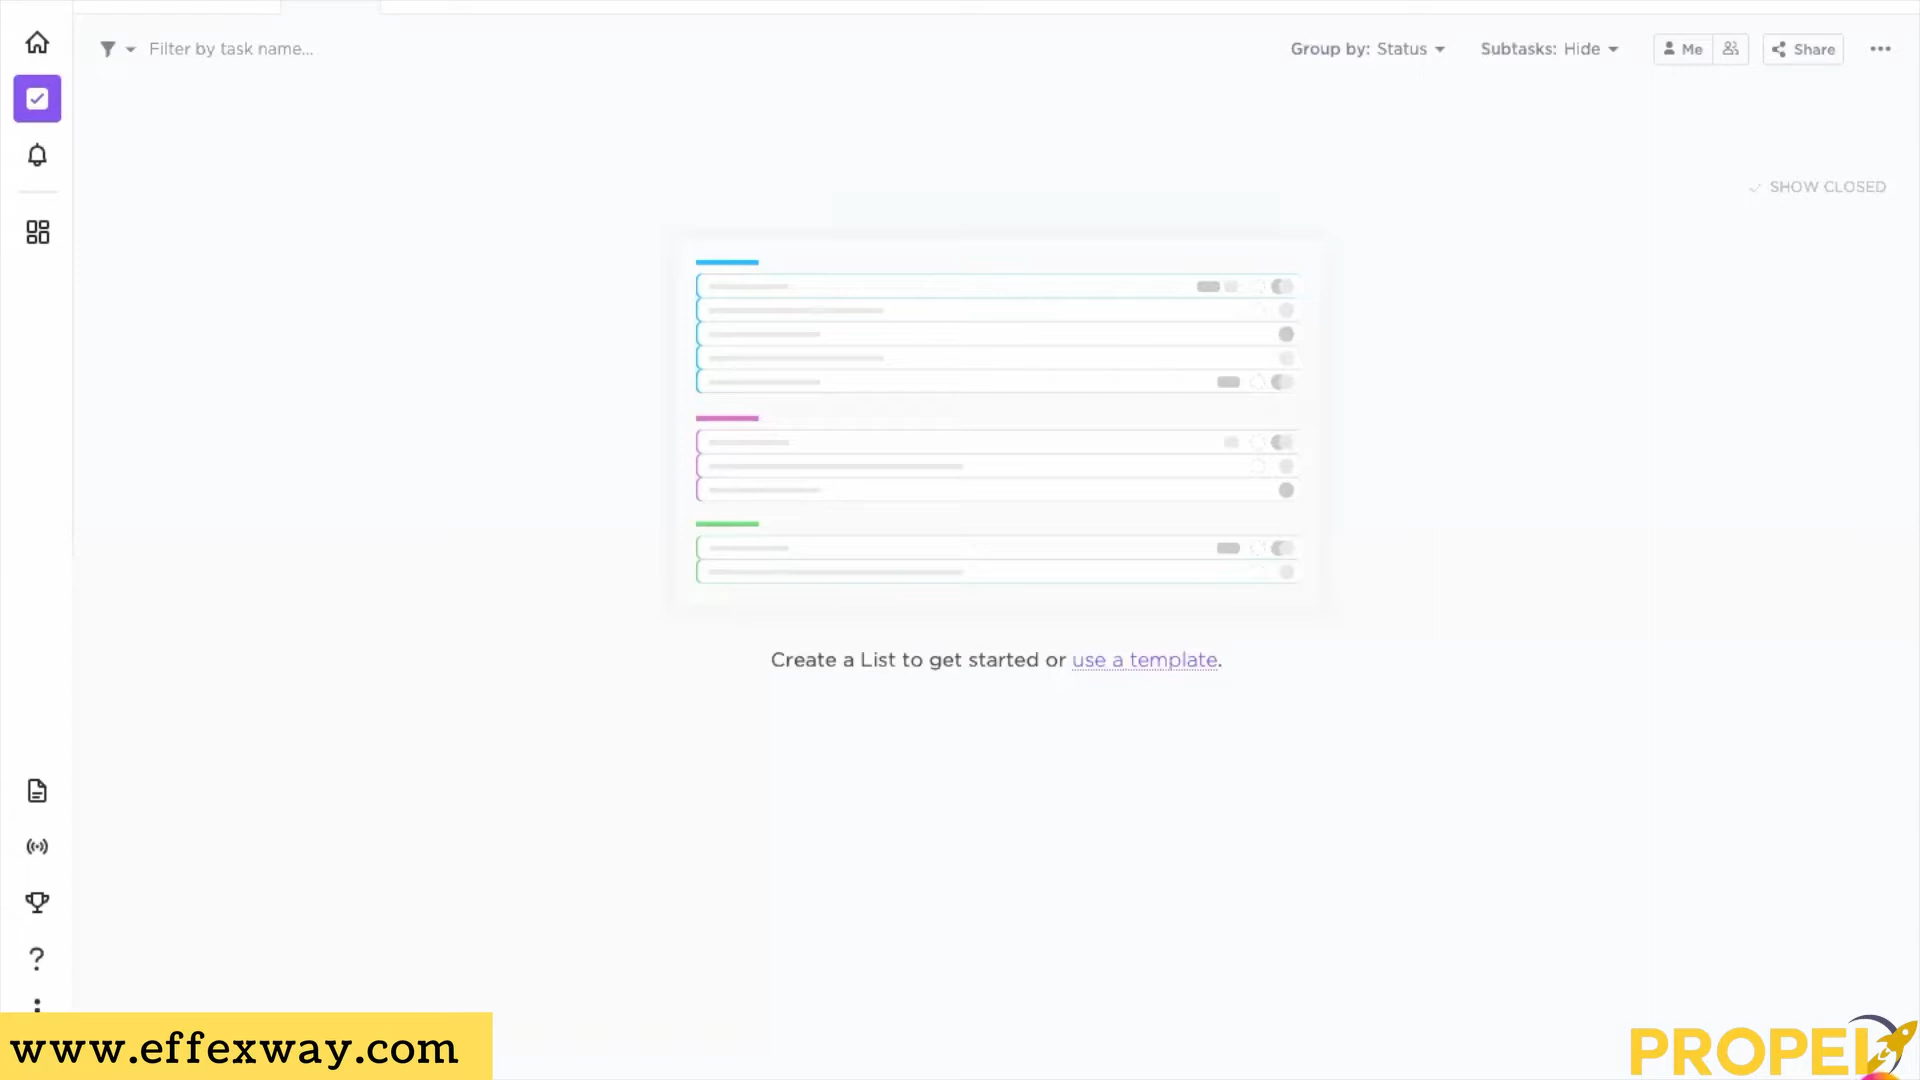 Filter by task name...
Group by: Status
Subtasks: Hide
Me
Share
SHOW CLOSED
Create a List to get started or use a template.
www.effexway.com
PROPEL